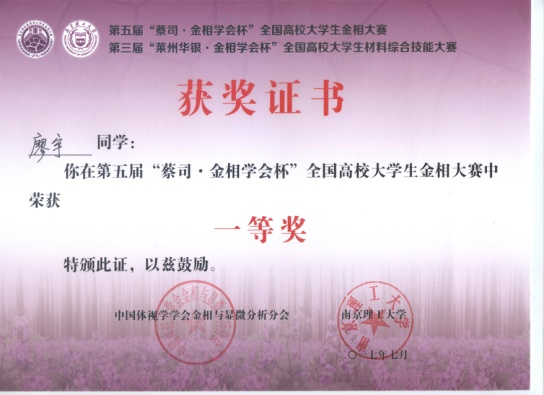 第五届“蔡司·金相学会杯”全国高校大学生金相大赛
第三届“莱州华银·金相学会杯”全国高校大学生材料综合技能大赛
获奖证书
廖宇 同学：
你在第五届“蔡司·金相学会杯”全国高校大学生金相大赛中
荣获
一等奖
特颁此证，以兹鼓励。
中国体视学学会金相与显微分析分会 南京理工大学
二〇一七年七月